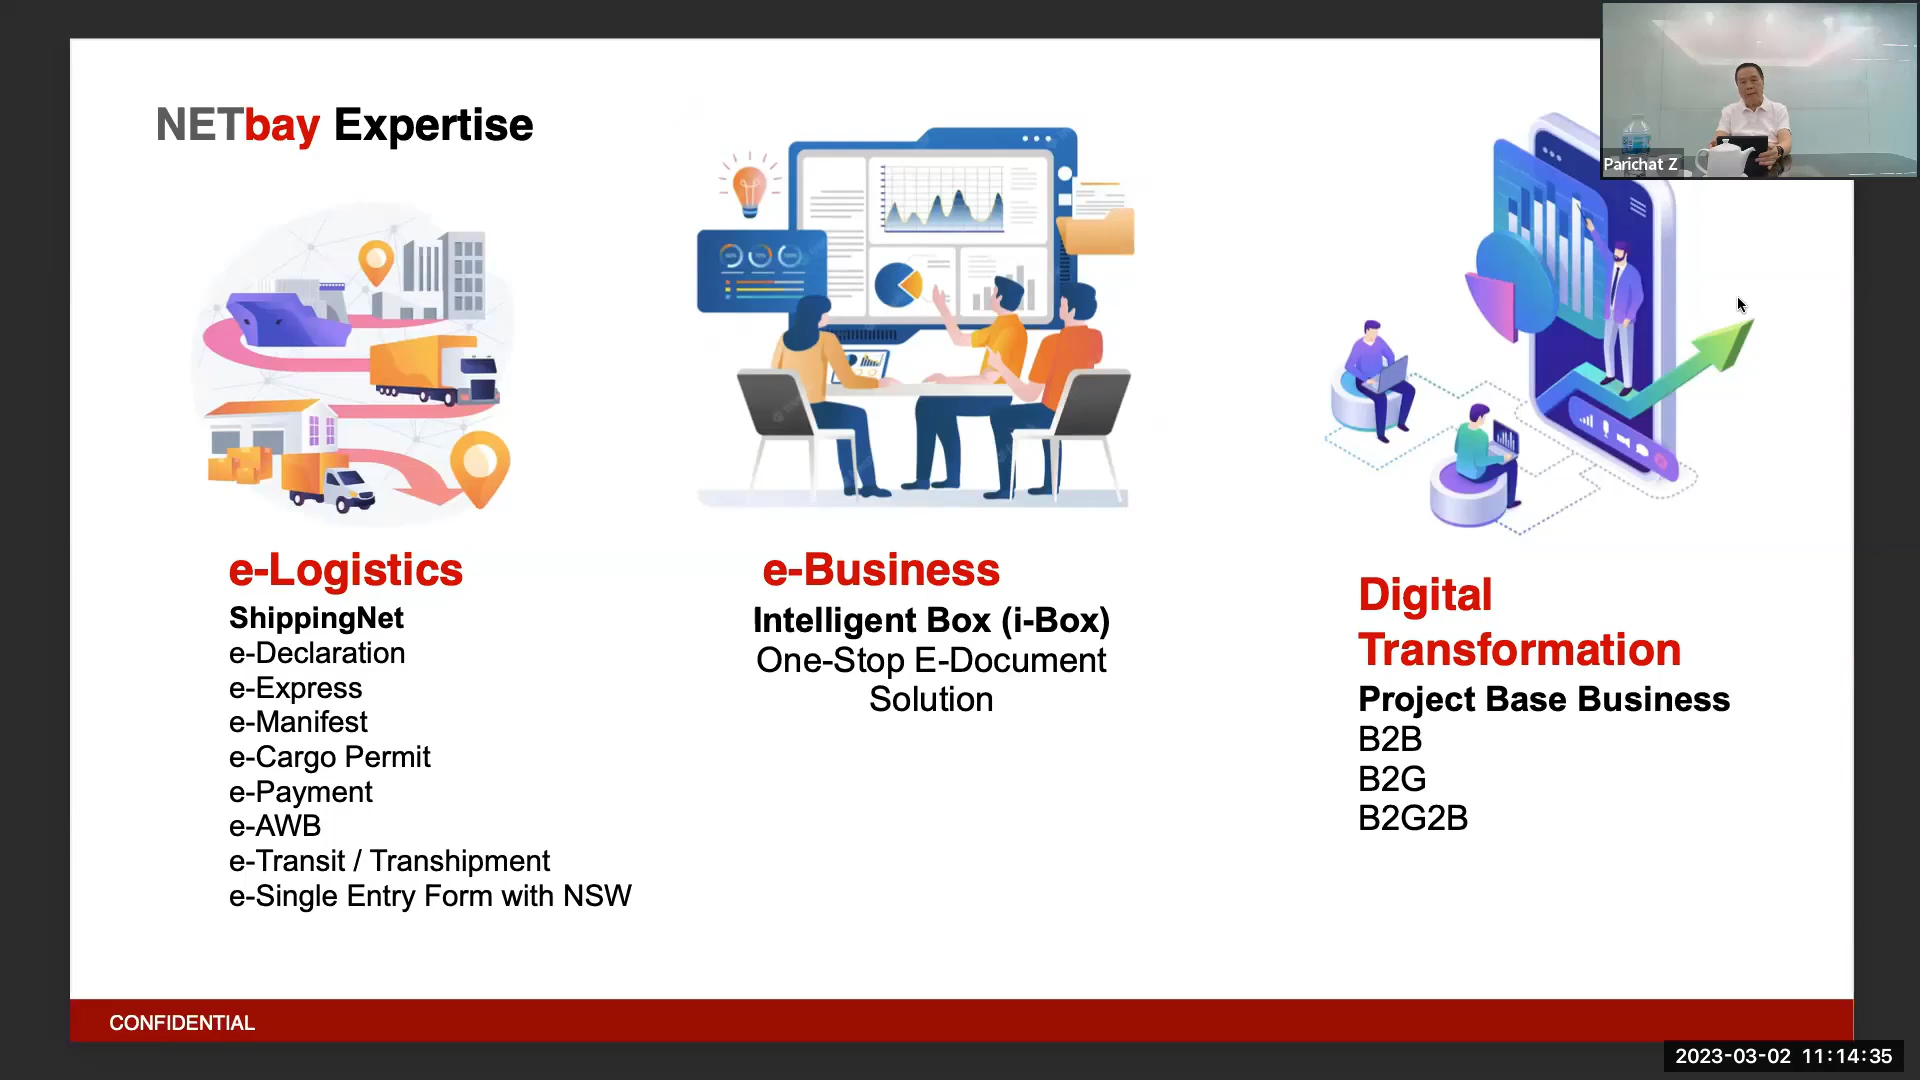 NETbay Expertise
Parichat Z
e-Logistics
ShippingNet
e-Declaration
e-Express
e-Manifest
e-Cargo Permit
e-Payment
e-AWB
e-Transit / Transhipment
e-Single Entry Form with NSW
e-Business
Intelligent Box (i-Box)
One-Stop E-Document
Solution
Digital
Transformation
Project Base Business
B2B
B2G
B2G2B
CONFIDENTIAL
2023-03-02 11:14:35